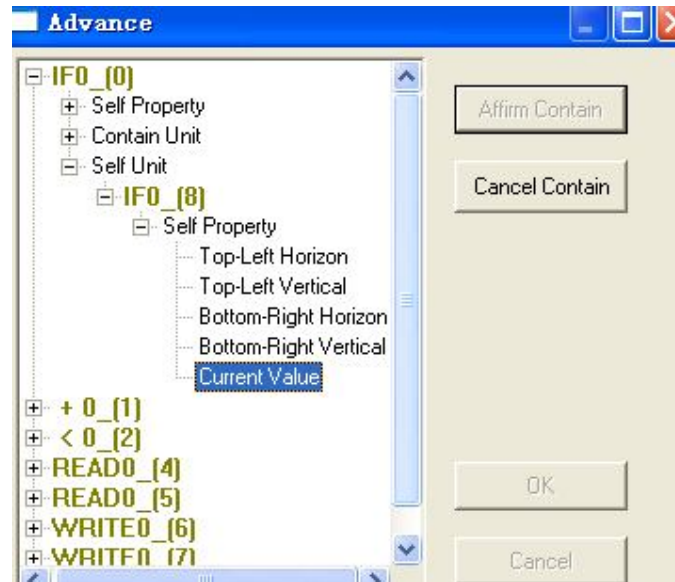 Advance
IF0_(0)
Self Property
Contain Unit
Self Unit
IF0_(8)
Self Property
Top-Left Horizon
Top-Left Vertical
Bottom-Right Horizon
Bottom-Right Vertical
Current Value
+ 0_(1)
< 0_(2)
READ0_(4)
READ0_(5)
WRITE0_(6)
WRITE0_(7)
Affirm Contain
Cancel Contain
OK
Cancel